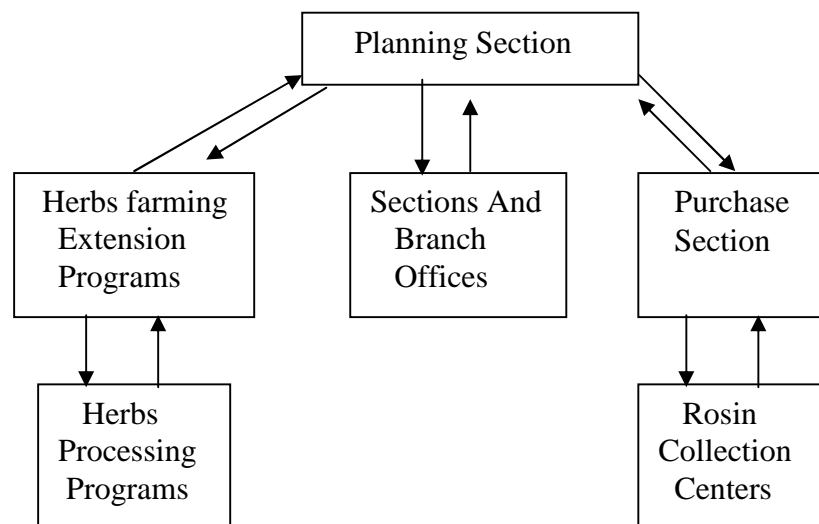 Planning Section
Herbs farming
Extension
Programs
Sections And
Branch
Offices
Purchase
Section
Herbs
Processing
Programs
Rosin
Collection
Centers